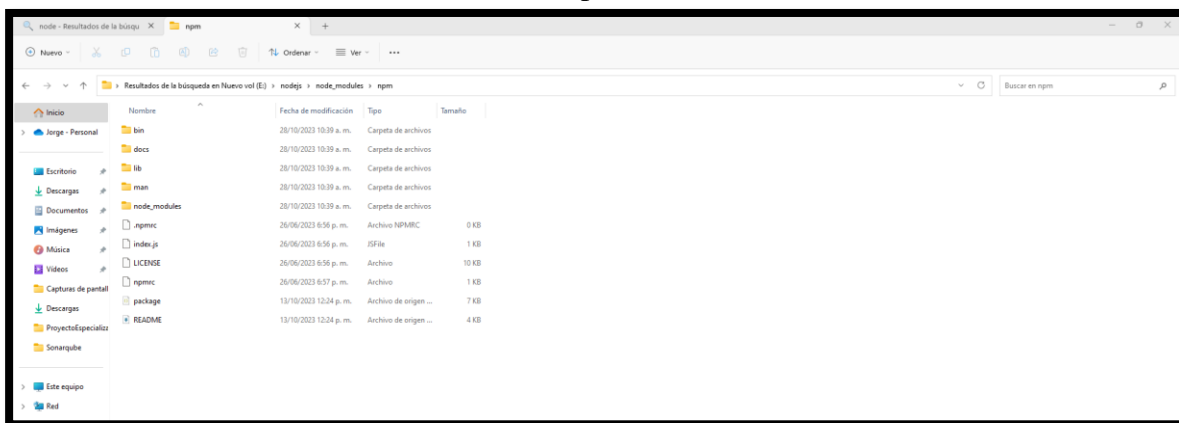 node - Resultados de la búsqu
npm
Nuevo
Ordenar
Ver
Resultados de la búsqueda en Nuevo vol (E:) > nodejs > node_modules > npm
Buscar en npm
Inicio
Jorge - Personal
Escritorio
Descargas
Documentos
Imágenes
Música
Vídeos
Capturas de pantall
Descargas
ProyectoEspecializa
Sonarqube
Este equipo
Red
Nombre Fecha de modificación Tipo Tamaño
bin 28/10/2023 10:39 a. m. Carpeta de archivos
docs 28/10/2023 10:39 a. m. Carpeta de archivos
lib 28/10/2023 10:39 a. m. Carpeta de archivos
man 28/10/2023 10:39 a. m. Carpeta de archivos
node_modules 28/10/2023 10:39 a. m. Carpeta de archivos
.npmrc 26/06/2023 6:56 p. m. Archivo NPMRC 0 KB
index.js 26/06/2023 6:56 p. m. JSFile 1 KB
LICENSE 26/06/2023 6:56 p. m. Archivo 10 KB
npmrc 26/06/2023 6:57 p. m. Archivo 1 KB
package 13/10/2023 12:24 p. m. Archivo de origen ... 7 KB
README 13/10/2023 12:24 p. m. Archivo de origen ... 4 KB